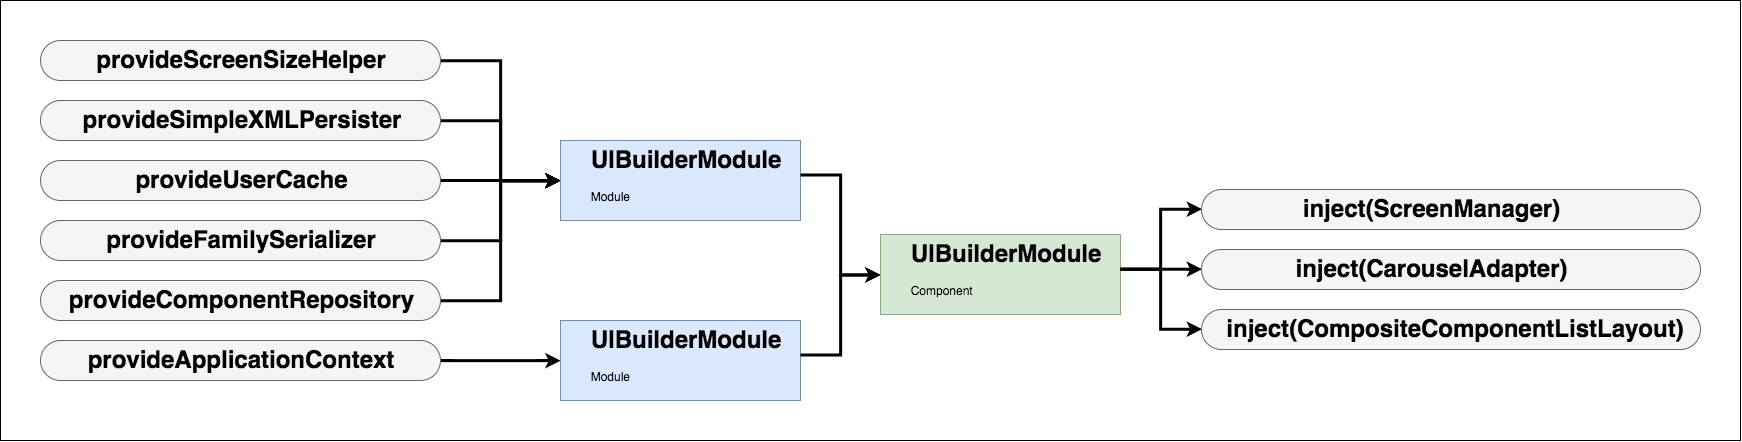 provideScreenSizeHelper
provideSimpleXMLPersister
provideUserCache
provideFamilySerializer
provideComponentRepository
provideApplicationContext
UIBuilderModule
Module
UIBuilderModule
Module
UIBuilderModule
Component
inject(ScreenManager)
inject(CarouselAdapter)
inject(CompositeComponentListLayout)